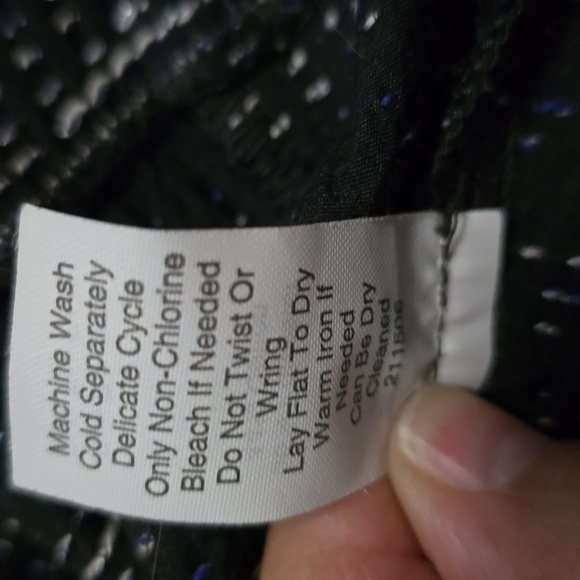 Machine Wash
Cold Separately
Delicate Cycle
Only Non-Chlorine
Bleach If Needed
Do Not Twist Or
Wring
Lay Flat To Dry
Warm Iron If
Needed
Can Be Dry
Cleaned
211506